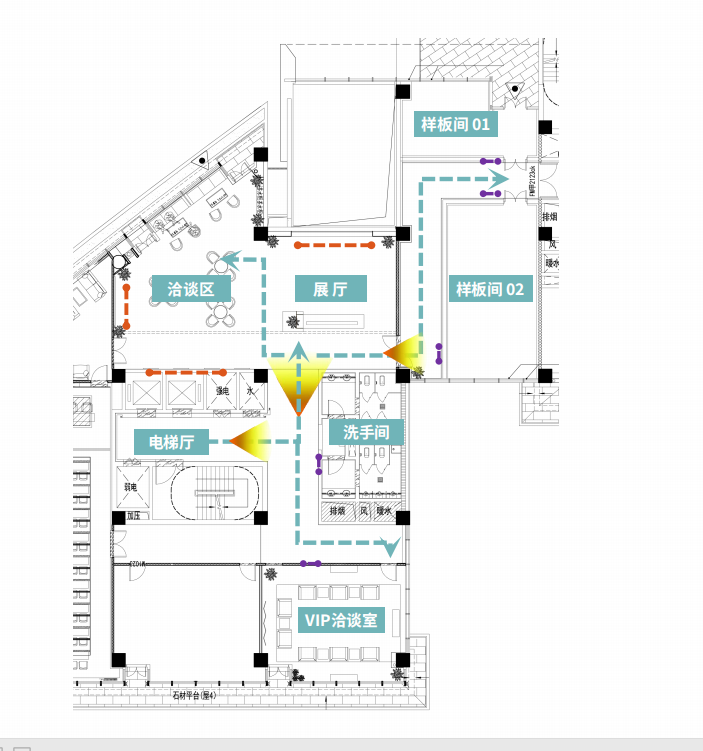 样板间 01
排烟
风
暖水
洽谈区
展 厅
样板间 02
强电
水
电梯厅
洗手间
弱电
加压
排烟
风
暖水
VIP洽谈室
石材平台(屋4)